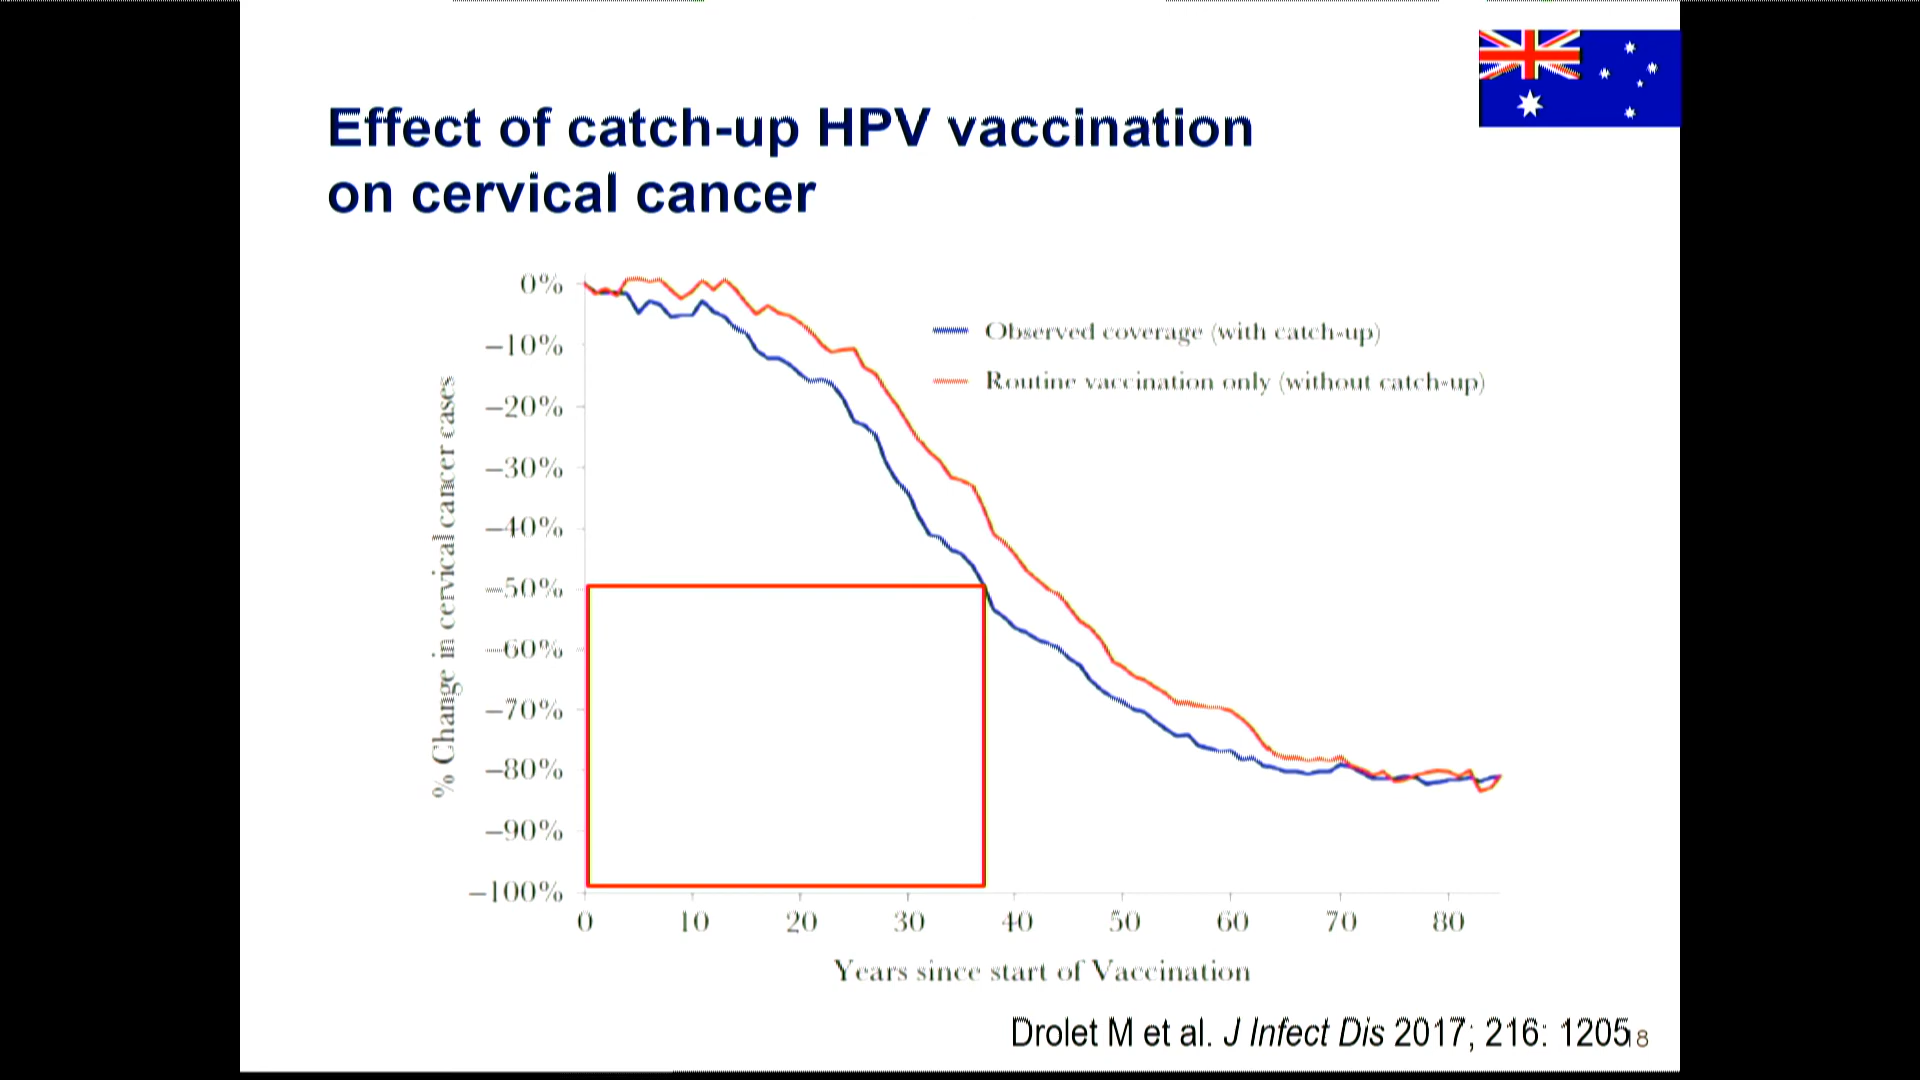 Effect of catch-up HPV vaccination
on cervical cancer
0%
–10%
–20%
–30%
–40%
–50%
–60%
–70%
–80%
–90%
–100%
% Change in cervical cancer cases
Observed coverage (with catch-up)
Routine vaccination only (without catch-up)
0 10 20 30 40 50 60 70 80
Years since start of Vaccination
Drolet M et al. J Infect Dis 2017; 216: 1205
18